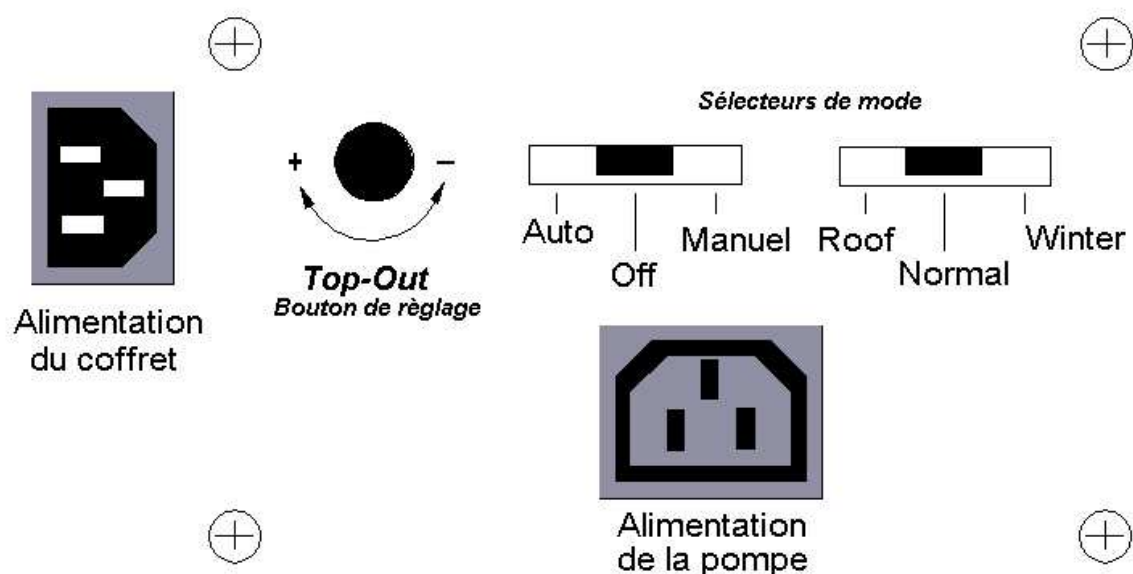 Sélecteurs de mode
+
−
Auto
Off
Manuel
Roof
Normal
Winter
Top-Out
Bouton de règlage
Alimentation
du coffret
Alimentation
de la pompe